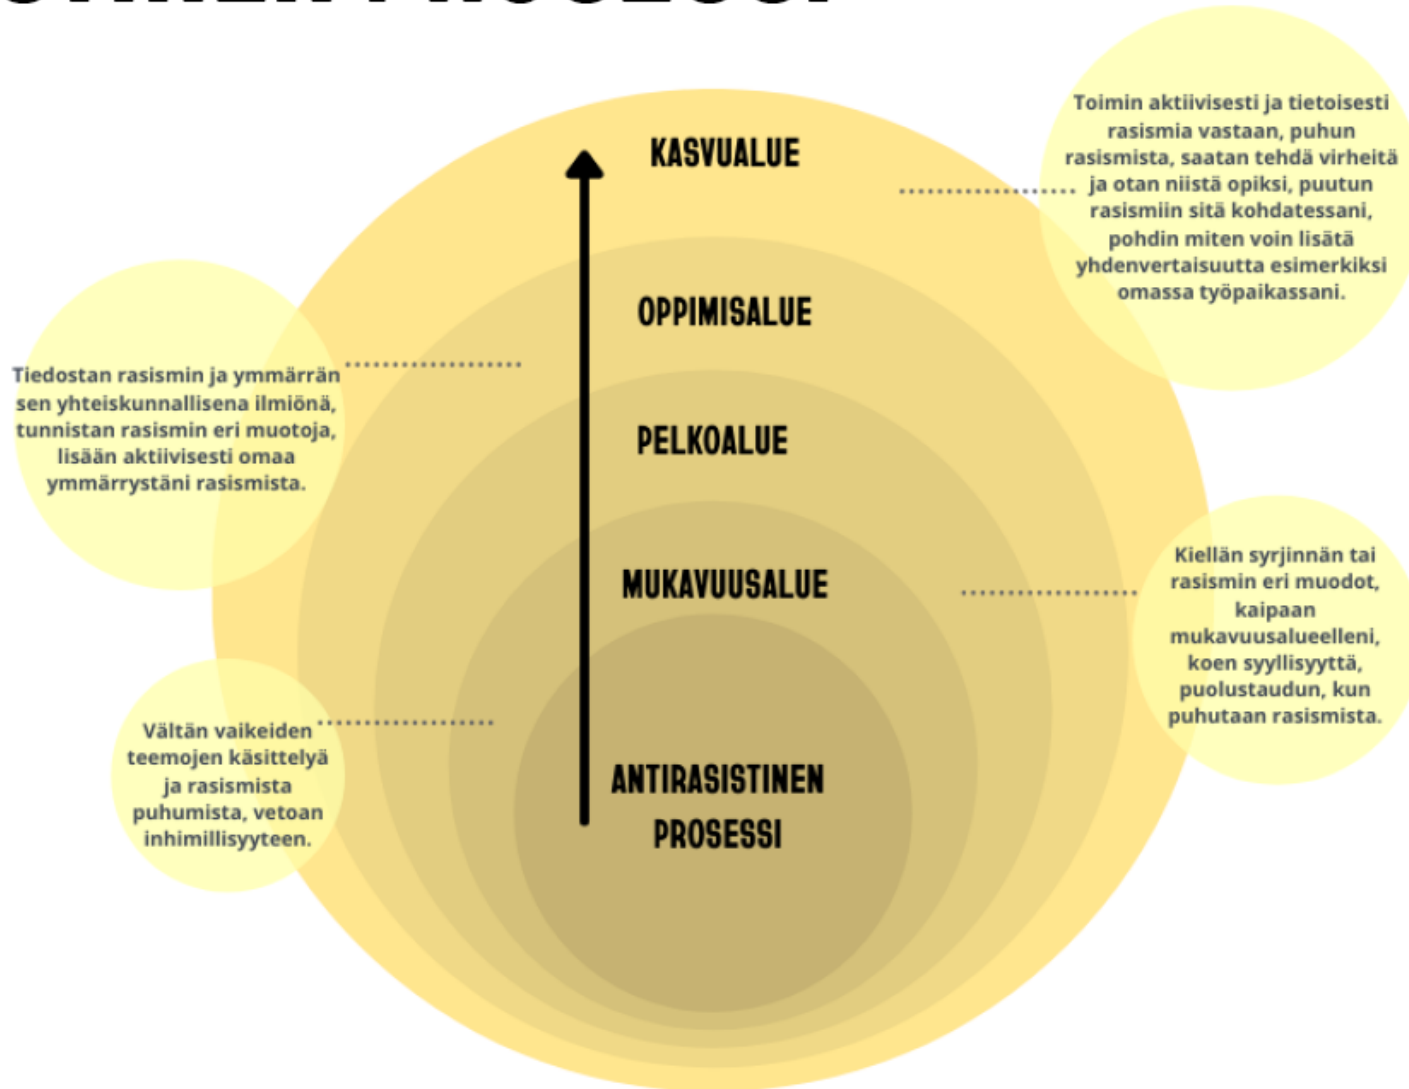 KASVUALUE
OPPIMISALUE
PELKOALUE
MUKAVUUSALUE
ANTIRASISTINEN
PROSESSI
Toimin aktiivisesti ja tietoisesti
rasismia vastaan, puhun
rasismista, saatan tehdä virheitä
ja otan niistä opiksi, puutun
rasismiin sitä kohdatessani,
pohdin miten voin lisätä
yhdenvertaisuutta esimerkiksi
omassa työpaikassani.
Tiedostan rasismin ja ymmärrän
sen yhteiskunnallisena ilmiönä,
tunnistan rasismin eri muotoja,
lisään aktiivisesti omaa
ymmärrystäni rasismista.
Kiellän syrjinnän tai
rasismin eri muodot,
kaipaan
mukavuusalueelleni,
koen syyllisyyttä,
puolustaudun, kun
puhutaan rasismista.
Vältän vaikeiden
teemojen käsittelyä
ja rasismista
puhumista, vetoan
inhimillisyyteen.